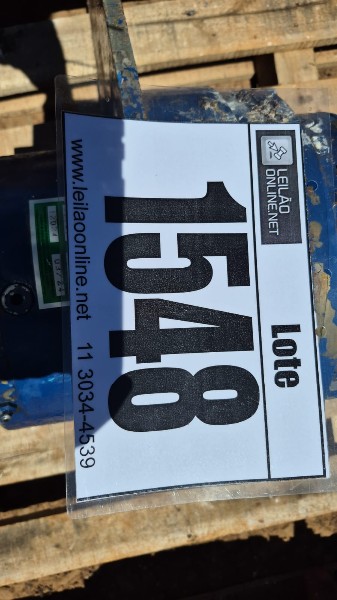 LEILÃO
ONLINE.NET
Lote
1548
www.leilaoonline.net 11 3034-4539